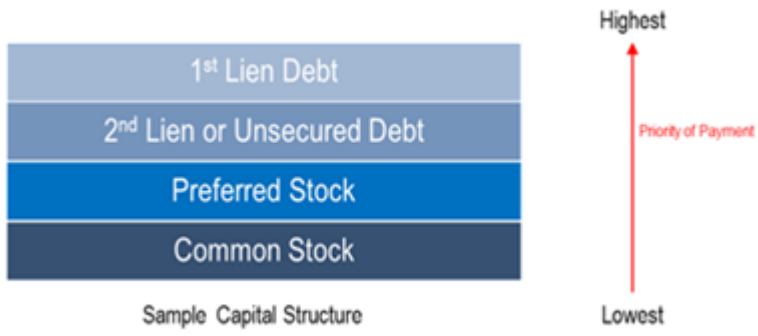 Highest
1st Lien Debt
2nd Lien or Unsecured Debt
Priority of Payment
Preferred Stock
Common Stock
Sample Capital Structure
Lowest